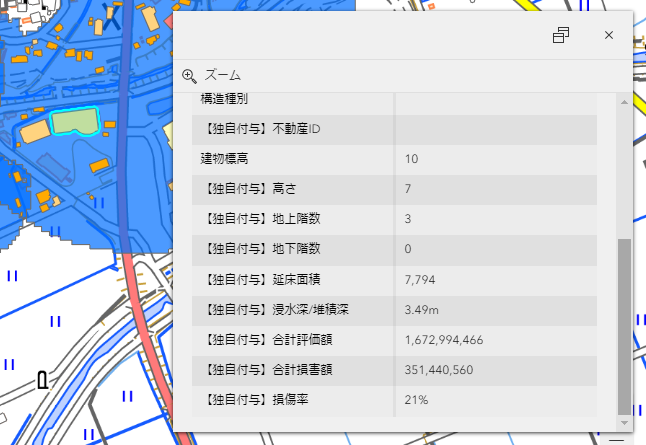 ズーム
構造種別
【独自付与】不動産ID
建物標高 10
【独自付与】高さ 7
【独自付与】地上階数 3
【独自付与】地下階数 0
【独自付与】延床面積 7,794
【独自付与】浸水深/堆積深 3.49m
【独自付与】合計評価額 1,672,994,466
【独自付与】合計損害額 351,440,560
【独自付与】損傷率 21%